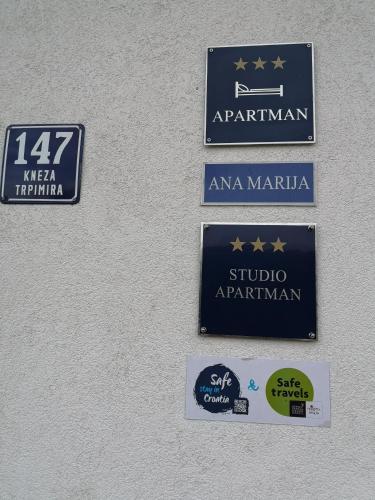 147
KNEZA
TRPIMIRA
APARTMAN
ANA MARIJA
STUDIO
APARTMAN
Safe
stay in
Croatia
&
Safe
travels